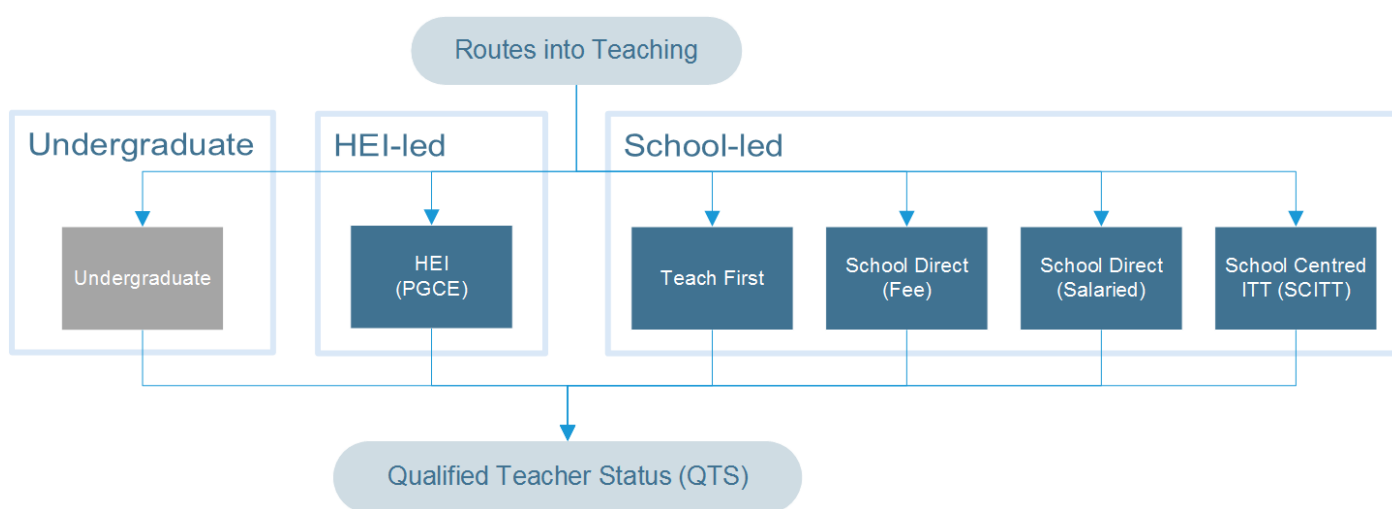 Routes into Teaching
Undergraduate
HEI-led
School-led
Undergraduate
HEI
(PGCE)
Teach First
School Direct
(Fee)
School Direct
(Salaried)
School Centred
ITT (SCITT)
Qualified Teacher Status (QTS)